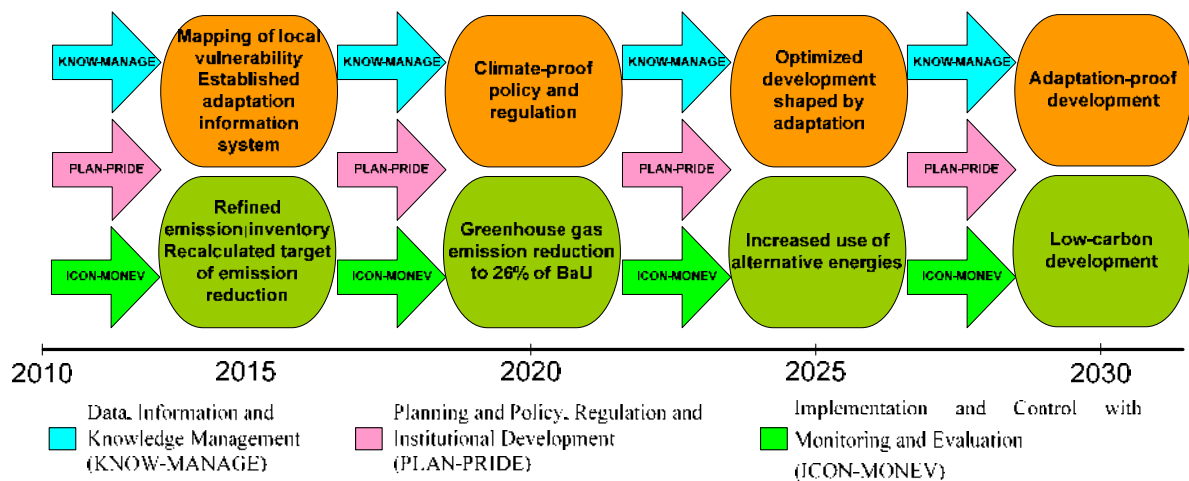 KNOW-MANAGE
PLAN-PRIDE
ICON-MONEV
Mapping of local
vulnerability
Established
adaptation
information
system
Refined
emission inventory
Recalculated target
of emission
reduction
KNOW-MANAGE
PLAN-PRIDE
ICON-MONEV
Climate-proof
policy and
regulation
Greenhouse gas
emission reduction
to 26% of BaU
KNOW-MANAGE
PLAN-PRIDE
ICON-MONEV
Optimized
development
shaped by
adaptation
Increased use of
alternative energies
KNOW-MANAGE
PLAN-PRIDE
ICON-MONEV
Adaptation-proof
development
Low-carbon
development
2010
2015
2020
2025
2030
Data, Information and
Knowledge Management
(KNOW-MANAGE)
Planning and Policy, Regulation and
Institutional Development
(PLAN-PRIDE)
Implementation and Control with
Monitoring and Evaluation
(ICON-MONEV)